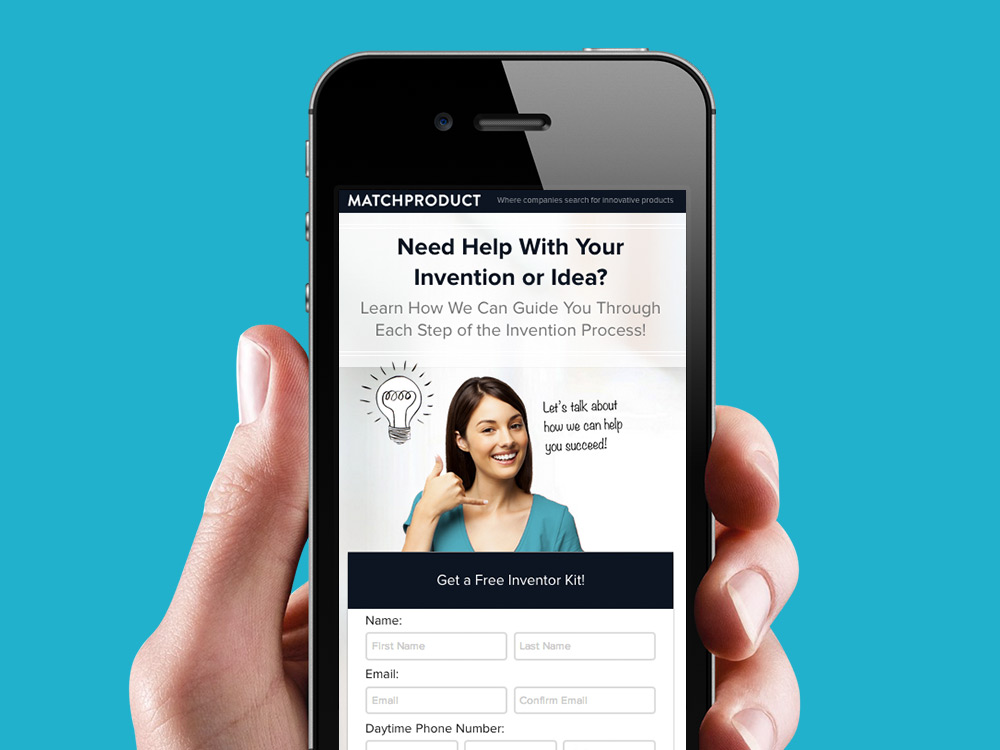 MATCHPRODUCT Where companies search for innovative products
Need Help With Your
Invention or Idea?
Learn How We Can Guide You Through
Each Step of the Invention Process!
Let's talk about
how we can help
you succeed!
Get a Free Inventor Kit!
Name:
First Name Last Name
Email:
Email Confirm Email
Daytime Phone Number: